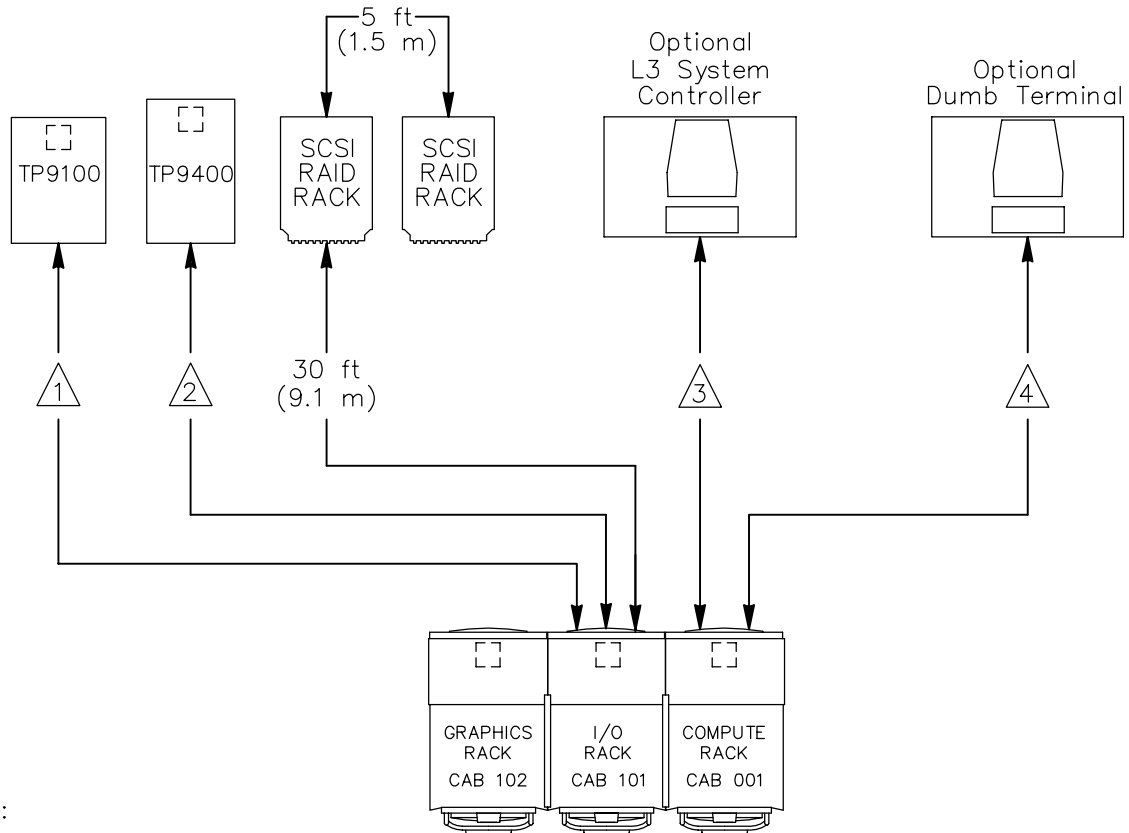 5 ft
(1.5 m)
Optional
L3 System
Controller
Optional
Dumb Terminal
TP9100
TP9400
SCSI
RAID
RACK
SCSI
RAID
RACK
1
2
30 ft
(9.1 m)
3
4
GRAPHICS
RACK
CAB 102
I/O
RACK
CAB 101
COMPUTE
RACK
CAB 001
: